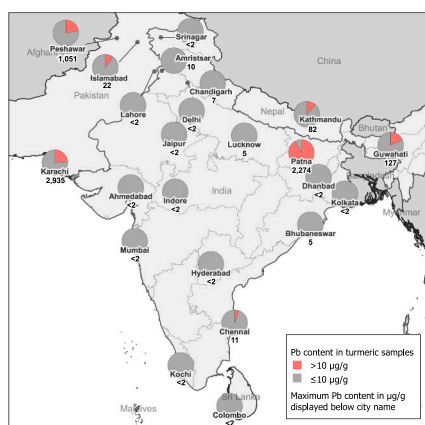 Srinagar
<2
Afghani
Peshawar
1,051
China
Amritsar
10
Islamabad
22
Chandigarh
7
Pakistan
Nepal
Lahore
<2
Delhi
<2
Kathmandu
82
Bhutan
Jaipur
<2
Lucknow
5
Patna
2,274
Guwahati
127
Karachi
2,935
Dhanbad
<2
Ahmedabad
<2
Indore
<2
India
Kolkata
<2
Bhubaneswar
5
Mumbai
<2
Hyderabad
<2
Chennai
11
Pb content in turmeric samples
>10 µg/g
≤10 µg/g
Maximum Pb content in µg/g
displayed below city name
Kochi
<2
Sri Lanka
Maldives
Colombo
<2